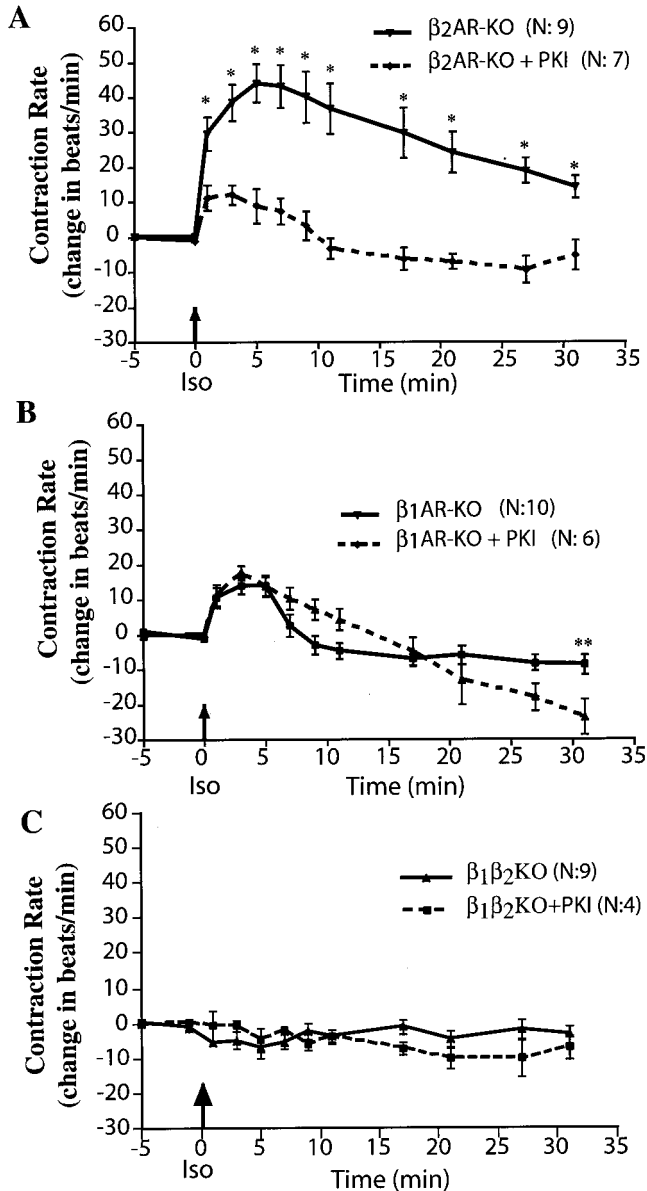 A
β2AR-KO (N: 9)
β2AR-KO + PKI (N: 7)
Contraction Rate
(change in beats/min)
60
50
40
30
20
10
0
-10
-20
-30
* * * * * * * * * *
-5 0 5 10 15 20 25 30 35
Iso
Time (min)
B
β1AR-KO (N:10)
β1AR-KO + PKI (N: 6)
Contraction Rate
(change in beats/min)
60
50
40
30
20
10
0
-10
-20
-30
**
-5 0 5 10 15 20 25 30 35
Iso
Time (min)
C
β1β2KO (N:9)
β1β2KO+PKI (N:4)
Contraction Rate
(change in beats/min)
60
50
40
30
20
10
0
-10
-20
-30
-5 0 5 10 15 20 25 30 35
Iso
Time (min)